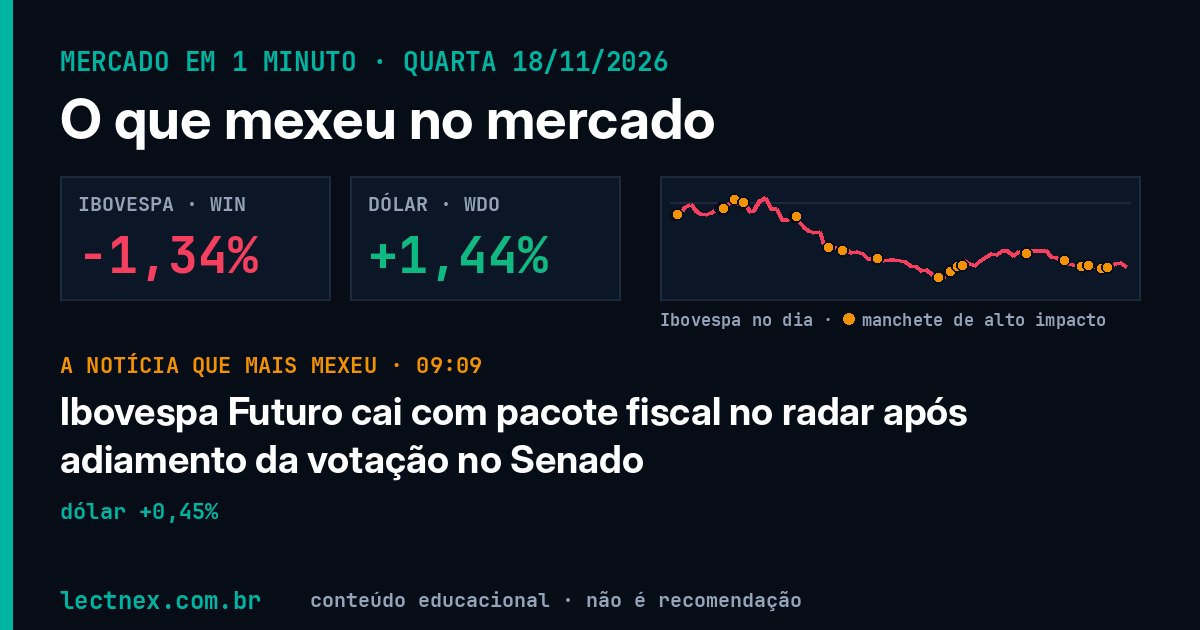 MERCADO EM 1 MINUTO · QUARTA 18/11/2026
O que mexeu no mercado
IBOVESPA · WIN
-1,34%
DÓLAR · WDO
+1,44%
Ibovespa no dia · manchete de alto impacto
A NOTÍCIA QUE MAIS MEXEU · 09:09
Ibovespa Futuro cai com pacote fiscal no radar após
adiamento da votação no Senado
dólar +0,45%
lectnex.com.br
conteúdo educacional · não é recomendação